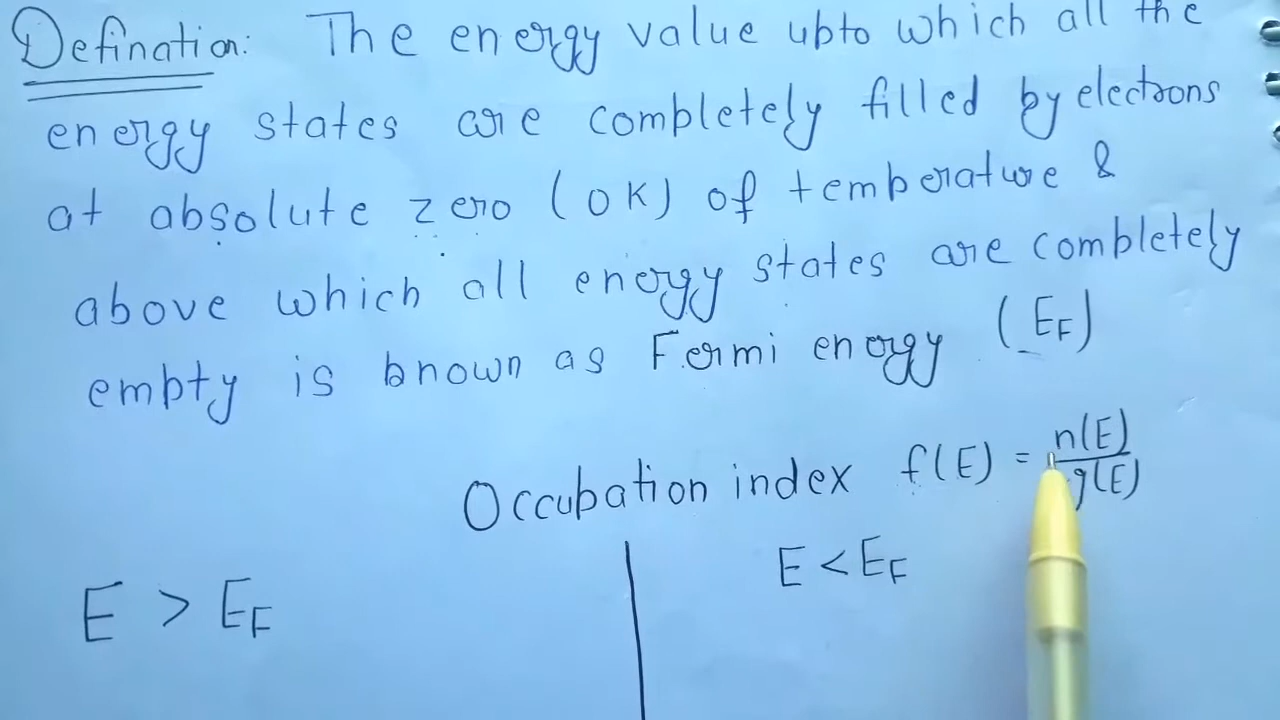 Defination: The energy value upto which all the
energy states are completely filled by electrons
at absolute zero (0K) of temperature &
above which all energy states are completely
empty is known as Fermi energy (EF)
Occupation index f(E) = n(E)/g(E)
E > EF
E < EF